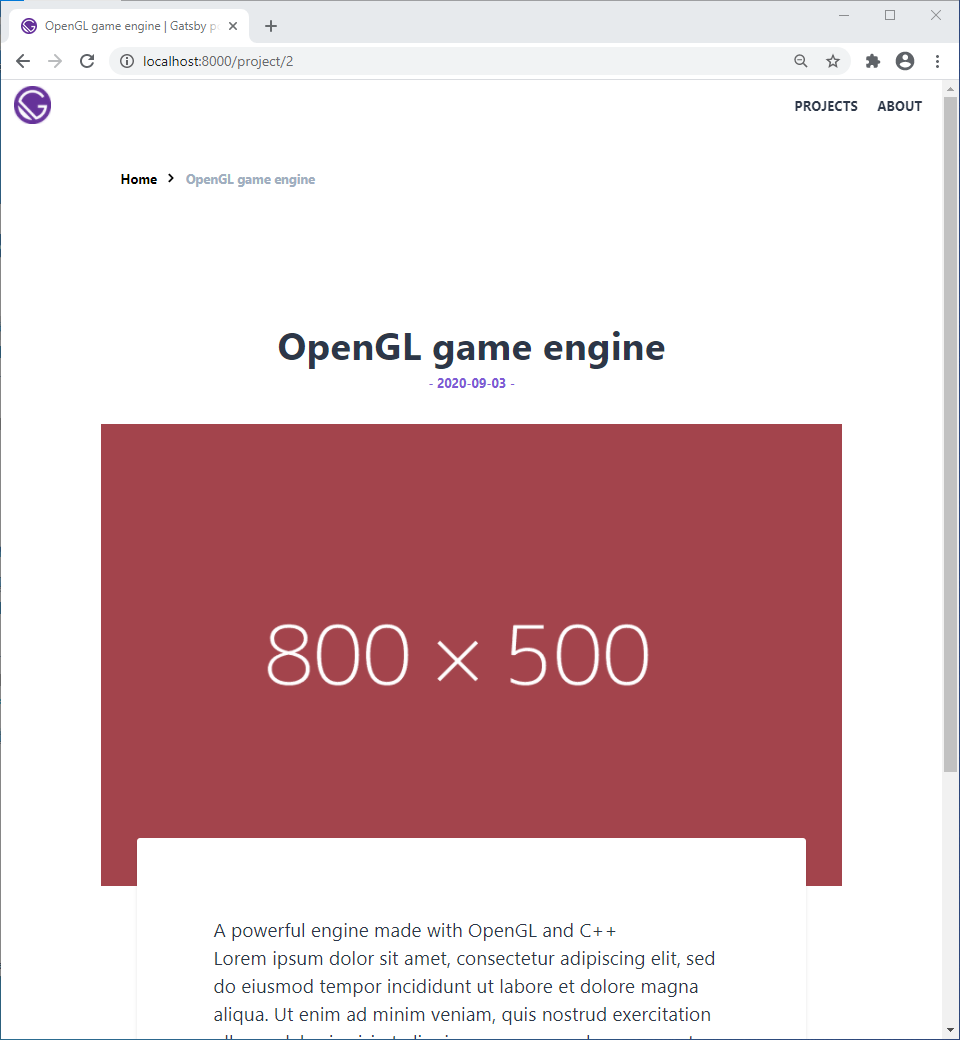 OpenGL game engine | Gatsby
localhost:8000/project/2
PROJECTS ABOUT
Home > OpenGL game engine
OpenGL game engine
- 2020-09-03 -
800 × 500
A powerful engine made with OpenGL and C++
Lorem ipsum dolor sit amet, consectetur adipiscing elit, sed
do eiusmod tempor incididunt ut labore et dolore magna
aliqua. Ut enim ad minim veniam, quis nostrud exercitation